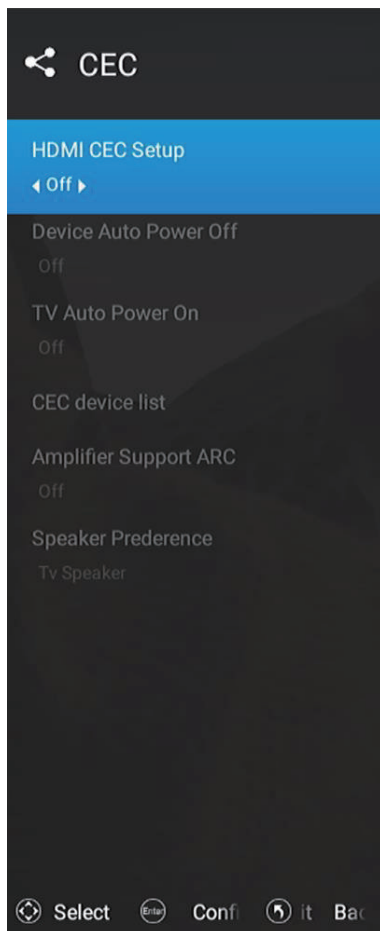 CEC
HDMI CEC Setup
Off
Device Auto Power Off
Off
TV Auto Power On
Off
CEC device list
Amplifier Support ARC
Off
Speaker Prederence
Tv Speaker
Select Enter Confi it Bac